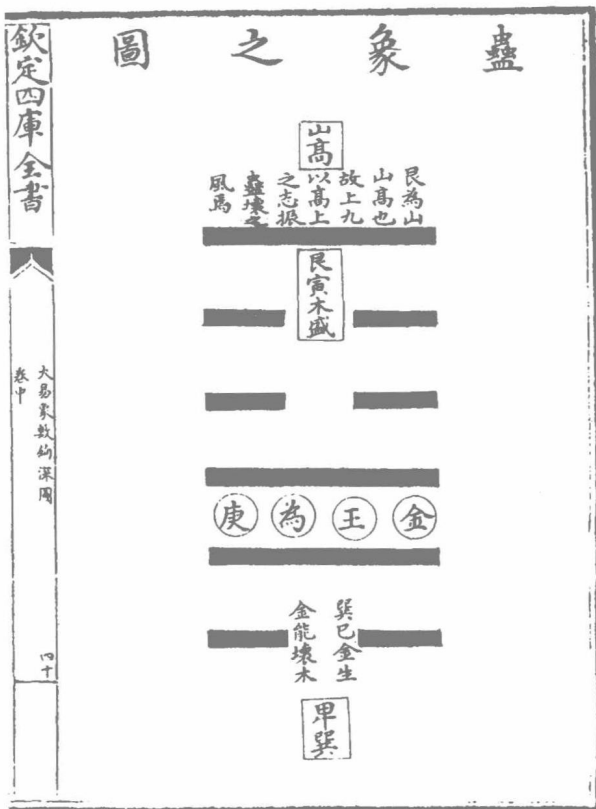 蠱象之圖
山高
艮為山
山高也
故上九
以高上
之志振
蠱壞之
風焉
艮寅木盛
金王為庚
巽巳金生
金能壞木
甲巽
欽定四庫全書
大易象數鉤深圖
卷中
四十